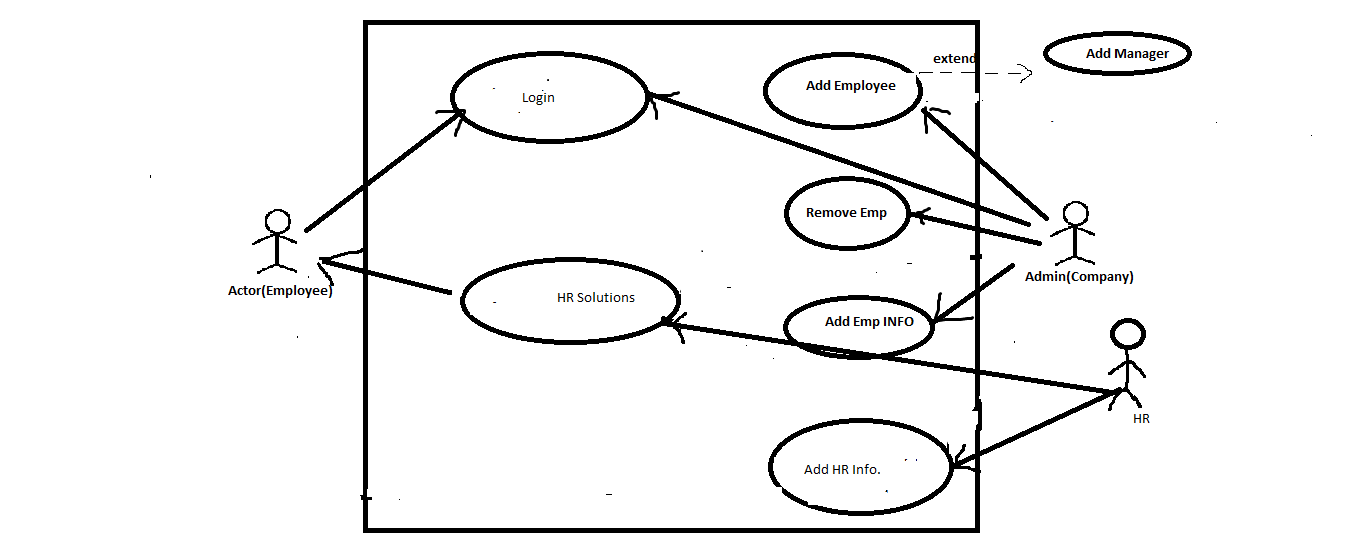 Add Manager
extend
Add Employee
Login
Remove Emp
Admin(Company)
Actor(Employee)
HR Solutions
Add Emp INFO
HR
Add HR Info.